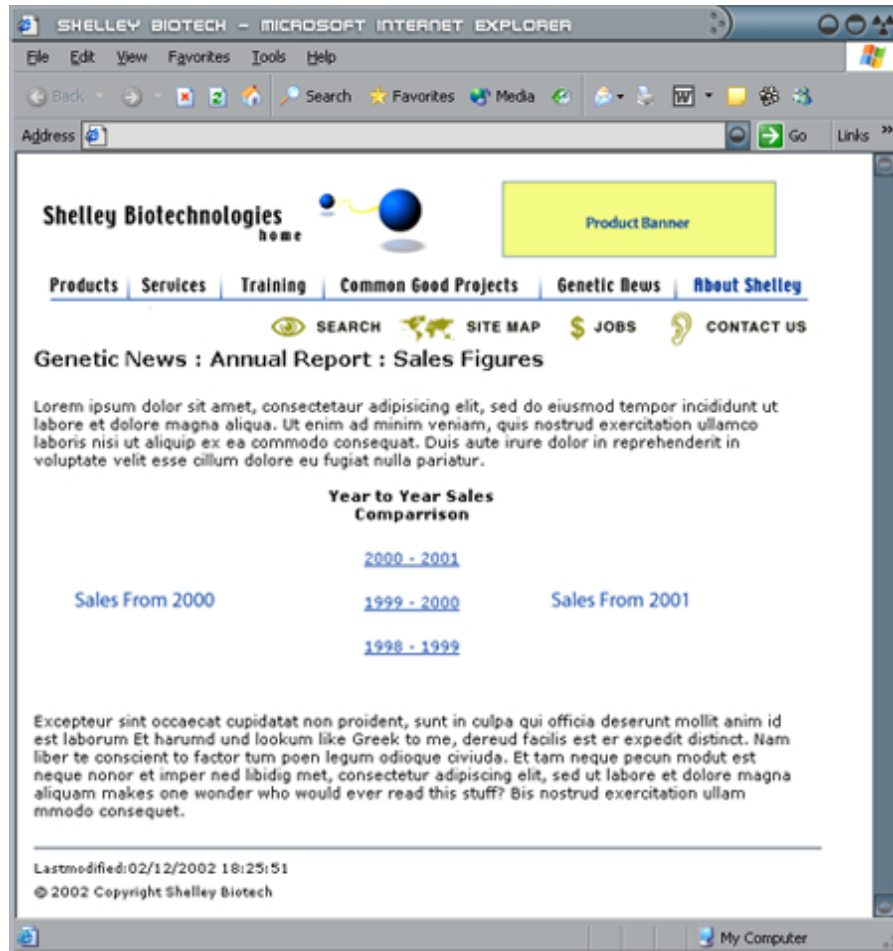 SHELLEY BIOTECH - MICROSOFT INTERNET EXPLORER
File Edit View Favorites Tools Help
Back Search Favorites Media W
Address Go Links »
Shelley Biotechnologies
home
Product Banner
Products Services Training Common Good Projects Genetic News About Shelley
SEARCH SITE MAP $ JOBS CONTACT US
Genetic News : Annual Report : Sales Figures
Lorem ipsum dolor sit amet, consectetaur adipisicing elit, sed do eiusmod tempor incididunt ut
labore et dolore magna aliqua. Ut enim ad minim veniam, quis nostrud exercitation ullamco
laboris nisi ut aliquip ex ea commodo consequat. Duis aute irure dolor in reprehenderit in
voluptate velit esse cillum dolore eu fugiat nulla pariatur.
Year to Year Sales
Comparrison
2000 - 2001
Sales From 2000 1999 - 2000 Sales From 2001
1998 - 1999
Excepteur sint occaecat cupidatat non proident, sunt in culpa qui officia deserunt mollit anim id
est laborum Et harumd und lookum like Greek to me, dereud facilis est er expedit distinct. Nam
liber te conscient to factor tum poen legum odioque civiuda. Et tam neque pecun modut est
neque nonor et imper ned libidig met, consectetur adipiscing elit, sed ut labore et dolore magna
aliquam makes one wonder who would ever read this stuff? Bis nostrud exercitation ullam
mmodo consequet.
Lastmodified:02/12/2002 18:25:51
© 2002 Copyright Shelley Biotech
My Computer